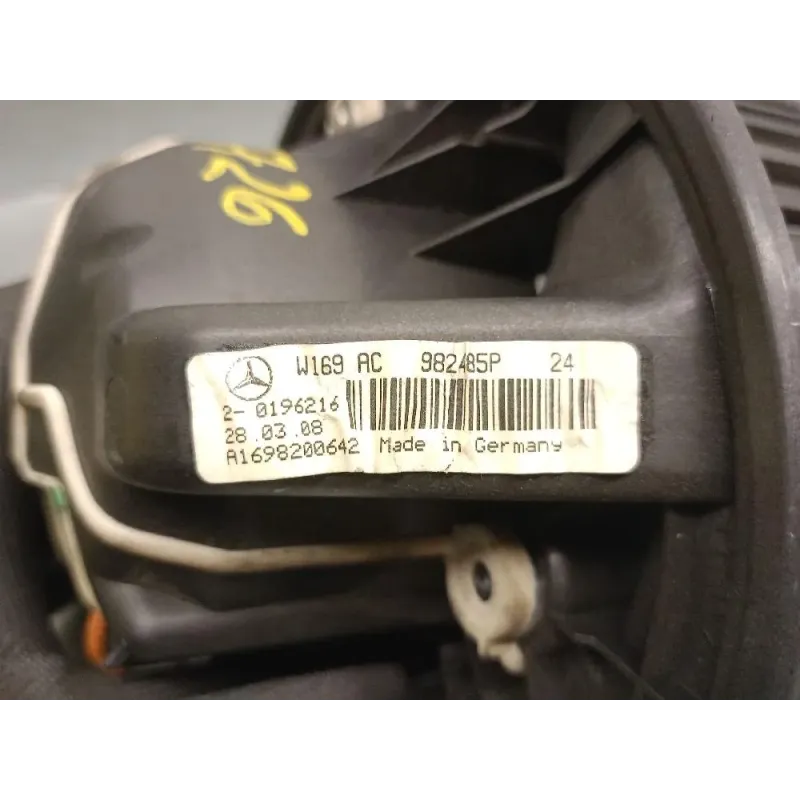 W169 AC 982485P 24
2- 0196216
28.03.08
A1698200642 Made in Germany